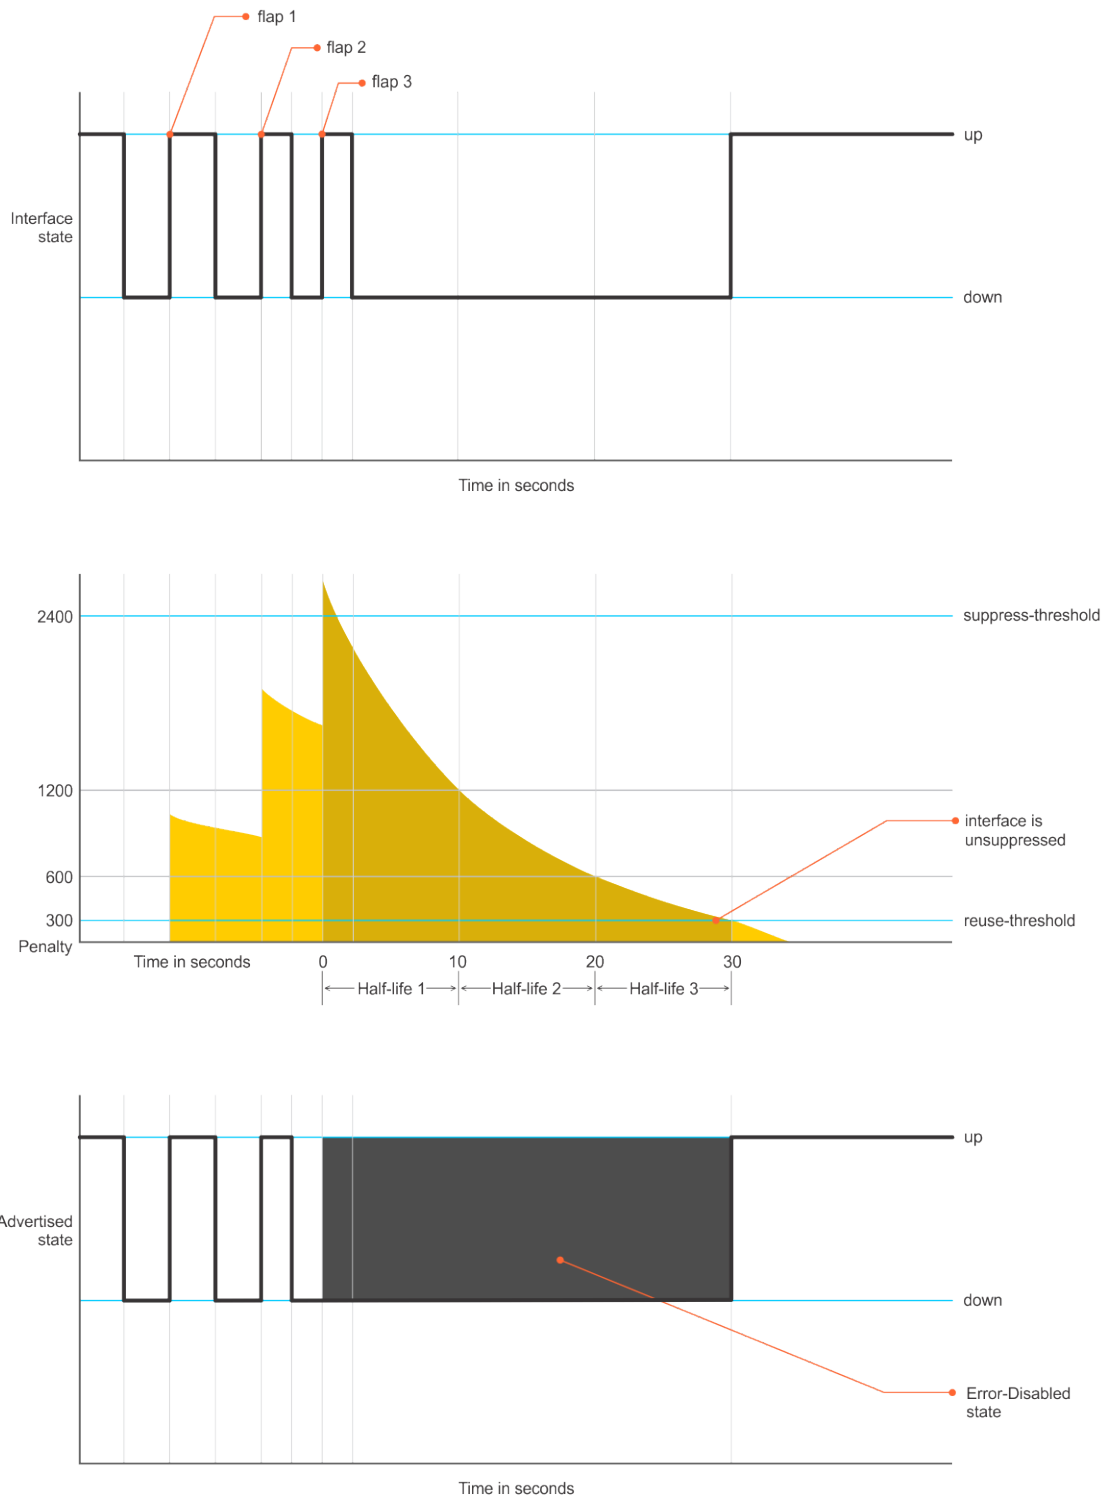 flap 1
flap 2
flap 3
up
Interface
state
down
Time in seconds
2400
suppress-threshold
1200
interface is
unsuppressed
600
300
reuse-threshold
Penalty
Time in seconds
0
10
20
30
Half-life 1
Half-life 2
Half-life 3
up
Advertised
state
down
Error-Disabled
state
Time in seconds